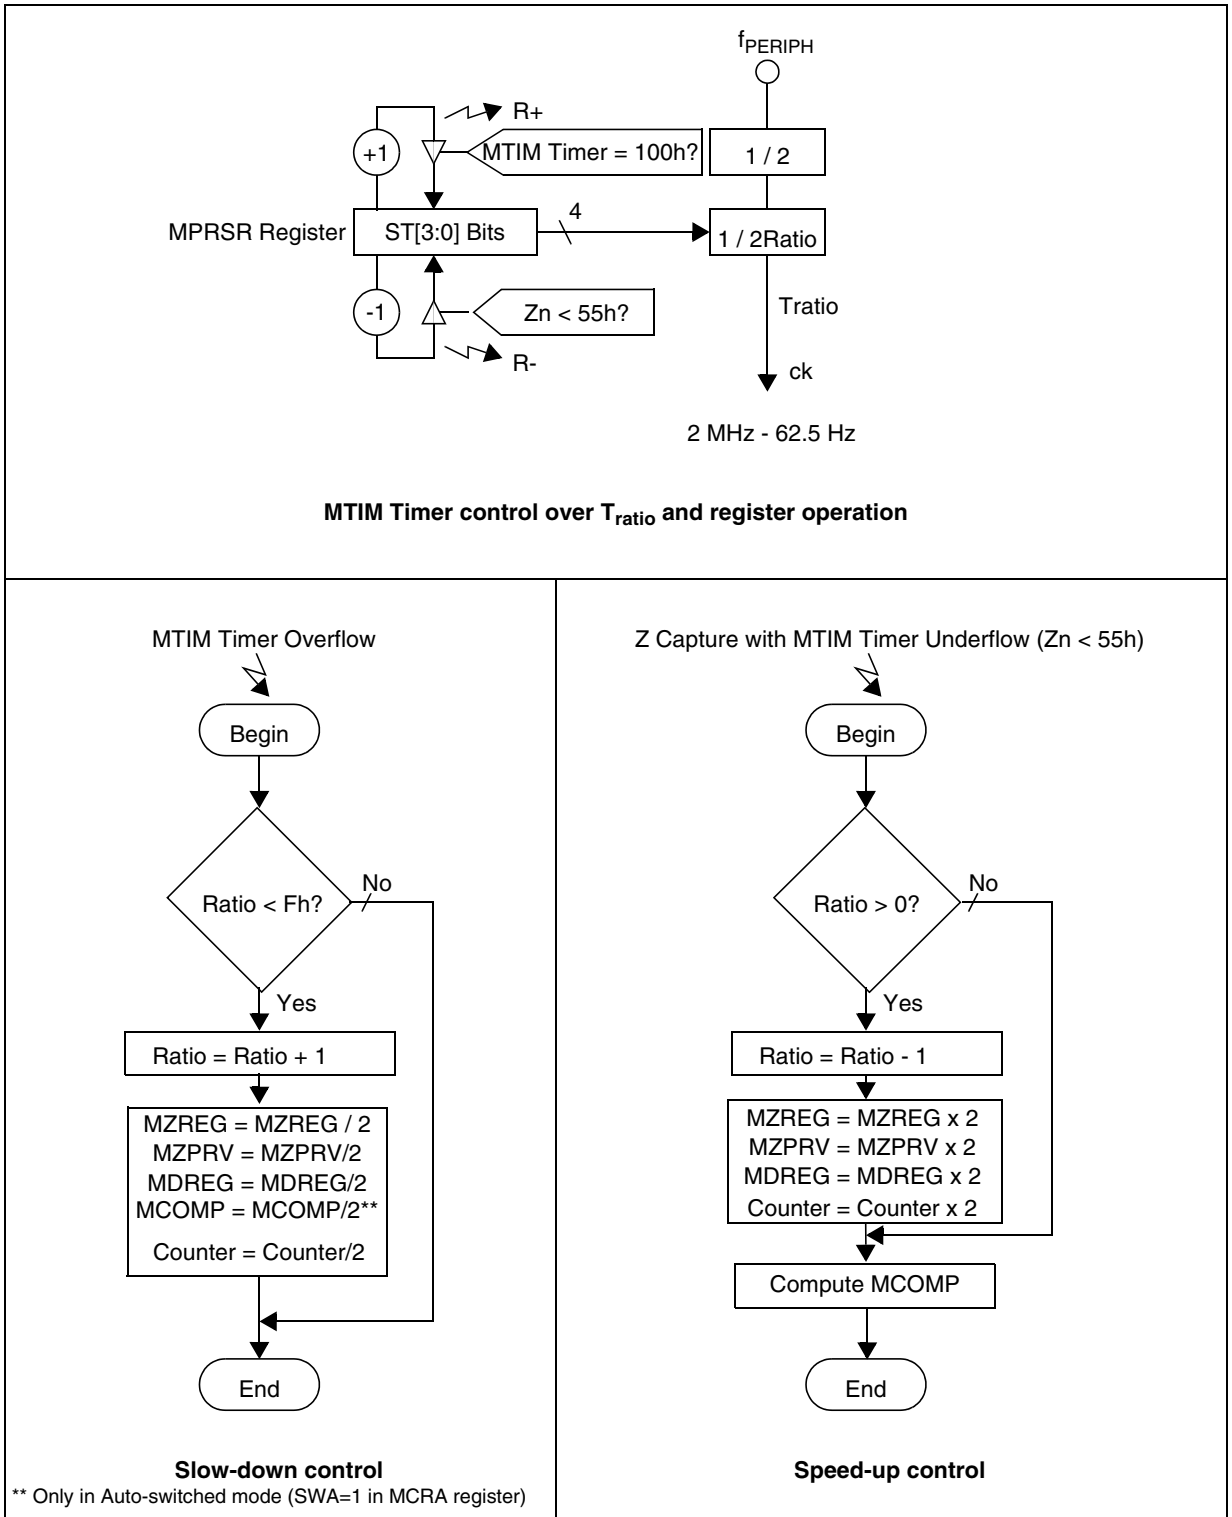 fPERIPH
R+
+1
MTIM Timer = 100h?
1 / 2
4
MPRSR Register
ST[3:0] Bits
1 / 2Ratio
-1
Zn < 55h?
Tratio
R-
ck
2 MHz - 62.5 Hz
MTIM Timer control over Tratio and register operation
MTIM Timer Overflow
Begin
Ratio < Fh?
No
Yes
Ratio = Ratio + 1
MZREG = MZREG / 2
MZPRV = MZPRV/2
MDREG = MDREG/2
MCOMP = MCOMP/2**
Counter = Counter/2
End
Slow-down control
** Only in Auto-switched mode (SWA=1 in MCRA register)
Z Capture with MTIM Timer Underflow (Zn < 55h)
Begin
Ratio > 0?
No
Yes
Ratio = Ratio - 1
MZREG = MZREG x 2
MZPRV = MZPRV x 2
MDREG = MDREG x 2
Counter = Counter x 2
Compute MCOMP
End
Speed-up control